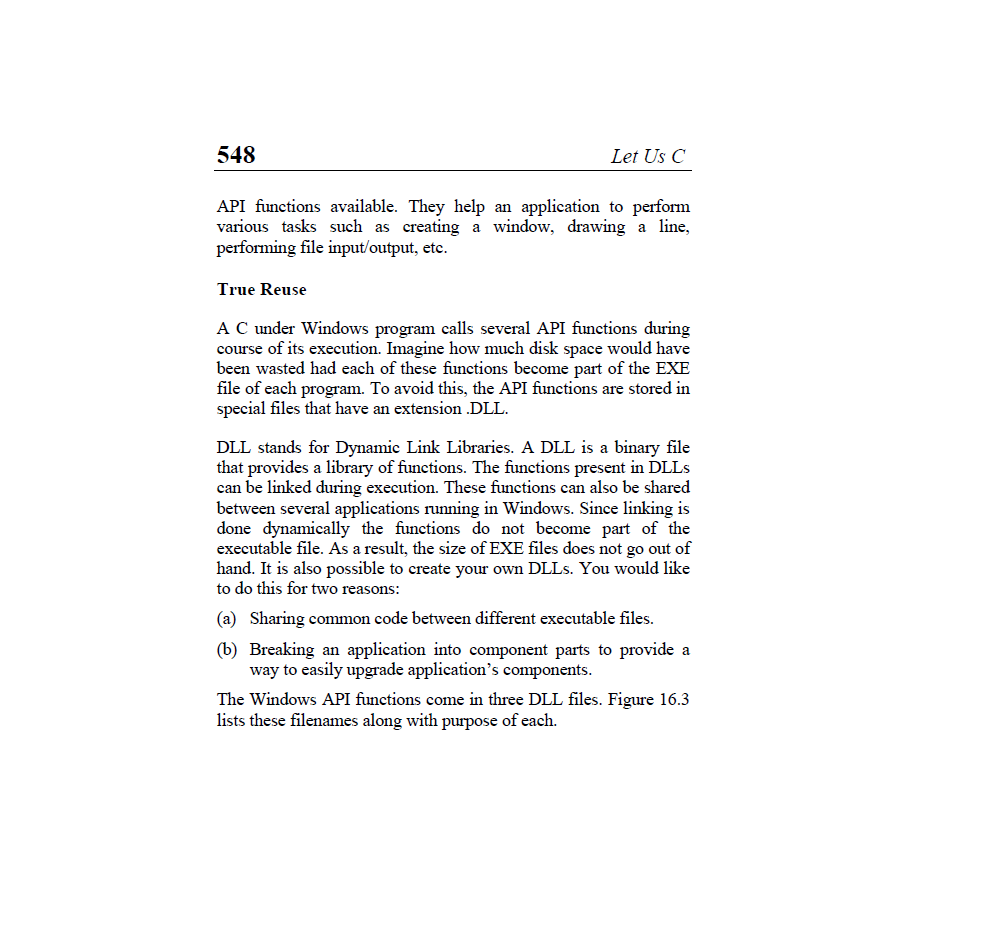 548
Let Us C
API functions available. They help an application to perform
various tasks such as creating a window, drawing a line,
performing file input/output, etc.
True Reuse
A C under Windows program calls several API functions during
course of its execution. Imagine how much disk space would have
been wasted had each of these functions become part of the EXE
file of each program. To avoid this, the API functions are stored in
special files that have an extension .DLL.
DLL stands for Dynamic Link Libraries. A DLL is a binary file
that provides a library of functions. The functions present in DLLs
can be linked during execution. These functions can also be shared
between several applications running in Windows. Since linking is
done dynamically the functions do not become part of the
executable file. As a result, the size of EXE files does not go out of
hand. It is also possible to create your own DLLs. You would like
to do this for two reasons:
(a) Sharing common code between different executable files.
(b) Breaking an application into component parts to provide a
way to easily upgrade application’s components.
The Windows API functions come in three DLL files. Figure 16.3
lists these filenames along with purpose of each.